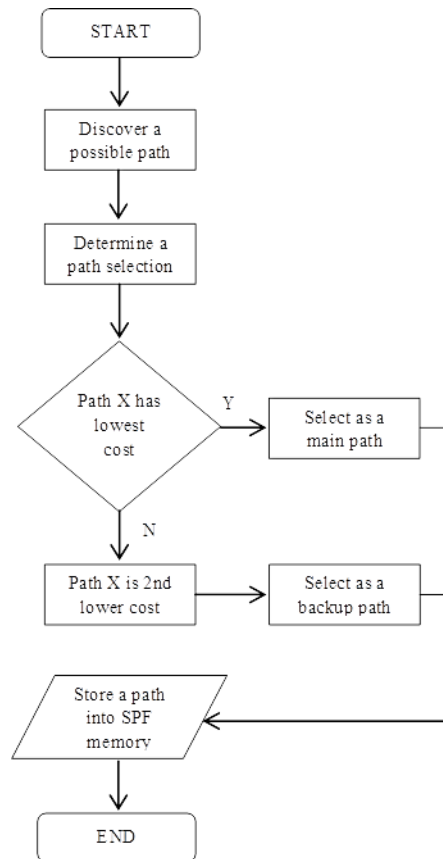 START
Discover a
possible path
Determine a
path selection
Path X has
lowest
cost
Y
Select as a
main path
N
Path X is 2nd
lower cost
Select as a
backup path
Store a path
into SPF
memory
END